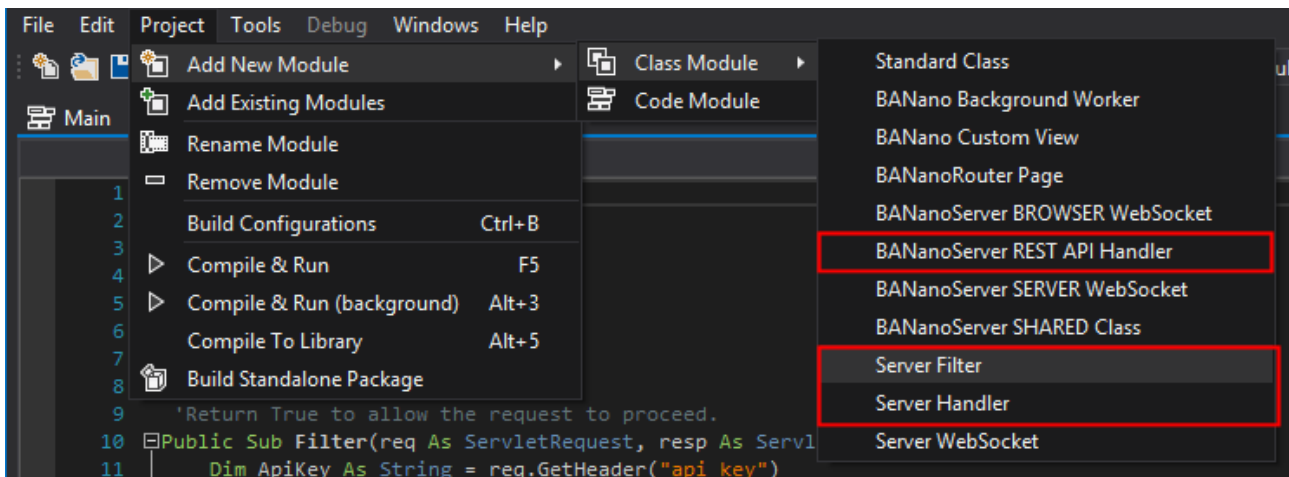 File Edit Project Tools Debug Windows Help
Add New Module
Add Existing Modules
Rename Module
Remove Module
Build Configurations Ctrl+B
Compile & Run F5
Compile & Run (background) Alt+3
Compile To Library Alt+5
Build Standalone Package
Class Module
Code Module
Standard Class
BANano Background Worker
BANano Custom View
BANanoRouter Page
BANanoServer BROWSER WebSocket
BANanoServer REST API Handler
BANanoServer SERVER WebSocket
BANanoServer SHARED Class
Server Filter
Server Handler
Server WebSocket
Main
1
2
3
4
5
6
7
8
9 'Return True to allow the request to proceed.
10 Public Sub Filter(req As ServletRequest, resp As Servl
11 Dim ApiKey As String = req.GetHeader("api_key")